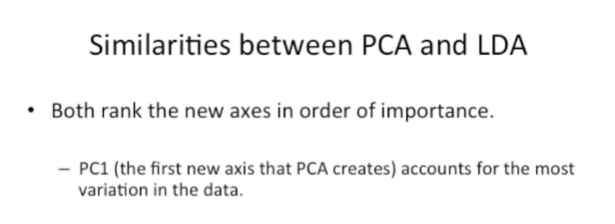 Similarities between PCA and LDA
• Both rank the new axes in order of importance.
– PC1 (the first new axis that PCA creates) accounts for the most
variation in the data.